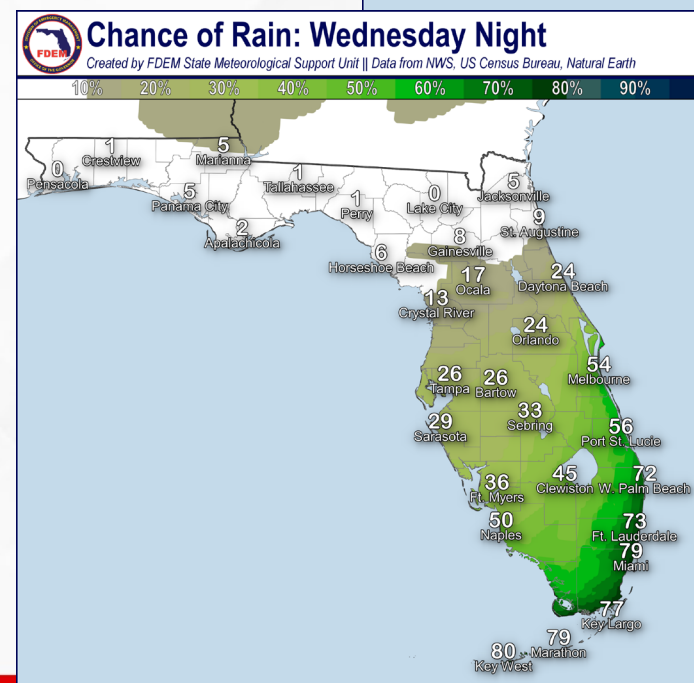 Chance of Rain: Wednesday Night
Created by FDEM State Meteorological Support Unit || Data from NWS, US Census Bureau, Natural Earth
FDEM
10% 20% 30% 40% 50% 60% 70% 80% 90%
1
Crestview
5
Marianna
0
Pensacola
1
Tallahassee
5
Panama City
1
Perry
0
Lake City
5
Jacksonville
2
Apalachicola
9
St. Augustine
8
Gainesville
6
Horseshoe Beach
17
Ocala
24
Daytona Beach
13
Crystal River
24
Orlando
54
Melbourne
26
Tampa
26
Bartow
33
Sebring
29
Sarasota
56
Port St. Lucie
36
Ft. Myers
45
Clewiston
72
W. Palm Beach
50
Naples
73
Ft. Lauderdale
79
Miami
77
Key Largo
79
Marathon
80
Key West